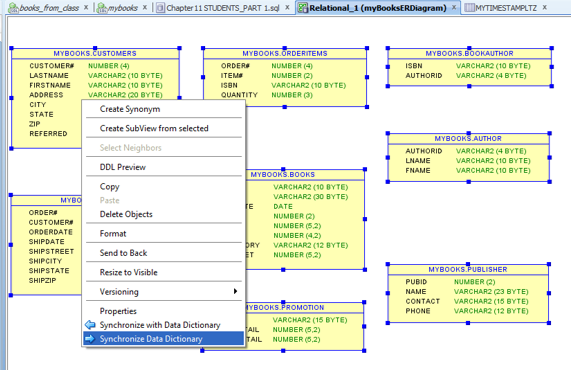 books_from_class
mybooks
Chapter 11 STUDENTS_PART 1.sql
Relational_1 (myBooksERDiagram)
MYTIMESTAMPLTZ
MYBOOKS.CUSTOMERS
CUSTOMER# NUMBER (4)
LASTNAME VARCHAR2 (10 BYTE)
FIRSTNAME VARCHAR2 (10 BYTE)
ADDRESS VARCHAR2 (20 BYTE)
CITY
STATE
ZIP
REFERRED
MYBOOKS.ORDERITEMS
ORDER# NUMBER (4)
ITEM# NUMBER (2)
ISBN VARCHAR2 (10 BYTE)
QUANTITY NUMBER (3)
MYBOOKS.BOOKAUTHOR
ISBN VARCHAR2 (10 BYTE)
AUTHORID VARCHAR2 (4 BYTE)
MYBOOKS.AUTHOR
AUTHORID VARCHAR2 (4 BYTE)
LNAME VARCHAR2 (10 BYTE)
FNAME VARCHAR2 (10 BYTE)
Create Synonym
Create SubView from selected
Select Neighbors
DDL Preview
Copy
Paste
Delete Objects
Format
Send to Back
Resize to Visible
Versioning
Properties
Synchronize with Data Dictionary
Synchronize Data Dictionary
MYBO
ORDER#
CUSTOMER#
ORDERDATE
SHIPDATE
SHIPSTREET
SHIPCITY
SHIPSTATE
SHIPZIP
MYBOOKS.BOOKS
VARCHAR2 (10 BYTE)
VARCHAR2 (30 BYTE)
TE DATE
NUMBER (2)
NUMBER (5,2)
NUMBER (4,2)
ORY VARCHAR2 (12 BYTE)
ET NUMBER (5,2)
MYBOOKS.PUBLISHER
PUBID NUMBER (2)
NAME VARCHAR2 (23 BYTE)
CONTACT VARCHAR2 (15 BYTE)
PHONE VARCHAR2 (12 BYTE)
MYBOOKS.PROMOTION
VARCHAR2 (15 BYTE)
TAIL NUMBER (5,2)
TAIL NUMBER (5,2)